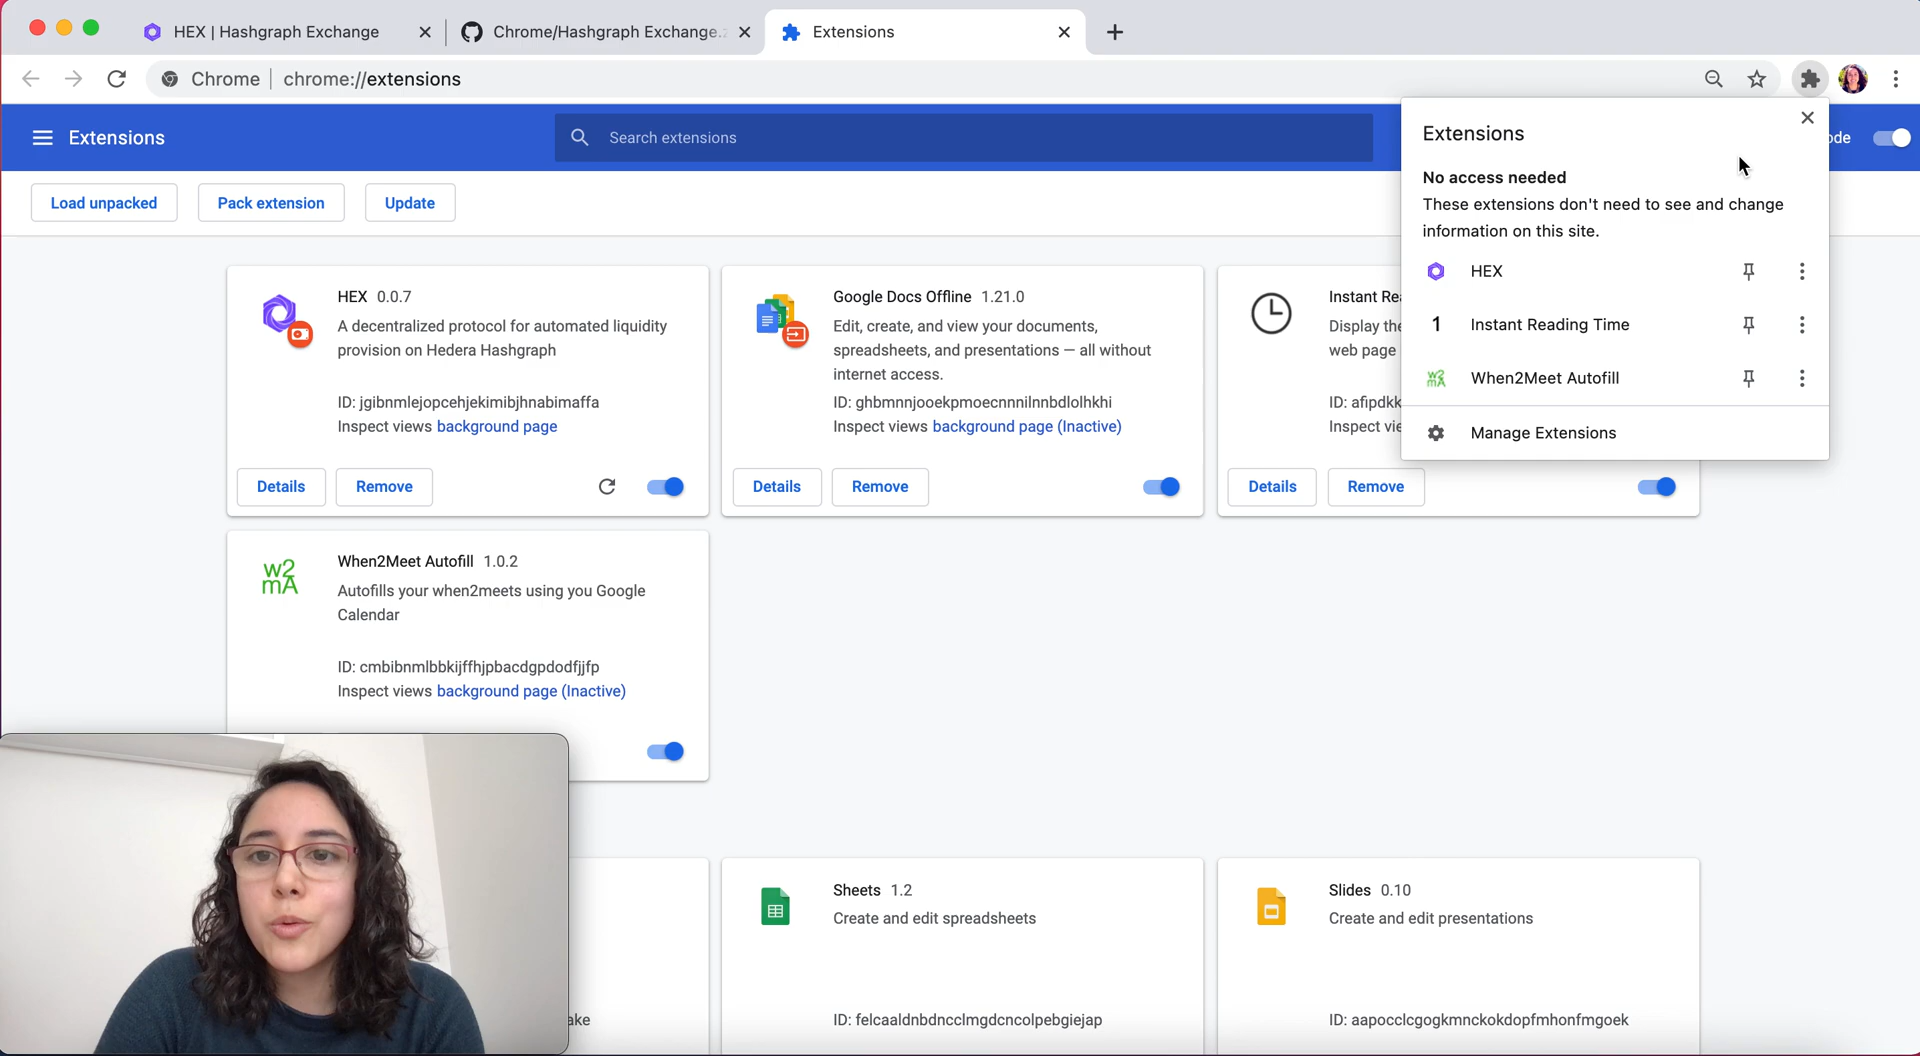 HEX | Hashgraph Exchange
Chrome/Hashgraph Exchange.
Extensions
Chrome | chrome://extensions
Extensions
Search extensions
ode
Load unpacked
Pack extension
Update
Extensions
No access needed
These extensions don't need to see and change
information on this site.
HEX
1 Instant Reading Time
W2mA When2Meet Autofill
Manage Extensions
HEX 0.0.7
A decentralized protocol for automated liquidity
provision on Hedera Hashgraph
ID: jgibnmlejopcehjekimibjhnabimaffa
Inspect views background page
Details
Remove
Google Docs Offline 1.21.0
Edit, create, and view your documents,
spreadsheets, and presentations — all without
internet access.
ID: ghbmnnjooekpmoecnnnilnnbdlolhkhi
Inspect views background page (Inactive)
Details
Remove
Instant Rea
Display the
web page
ID: afipdkk
Inspect vie
Details
Remove
w2
mA
When2Meet Autofill 1.0.2
Autofills your when2meets using you Google
Calendar
ID: cmbibnmlbbkijffhjpbacdgpdodfjjfp
Inspect views background page (Inactive)
ake
Sheets 1.2
Create and edit spreadsheets
ID: felcaaldnbdncclmgdcncolpebgiejap
Slides 0.10
Create and edit presentations
ID: aapocclcgogkmnckokdopfmhonfmgoek